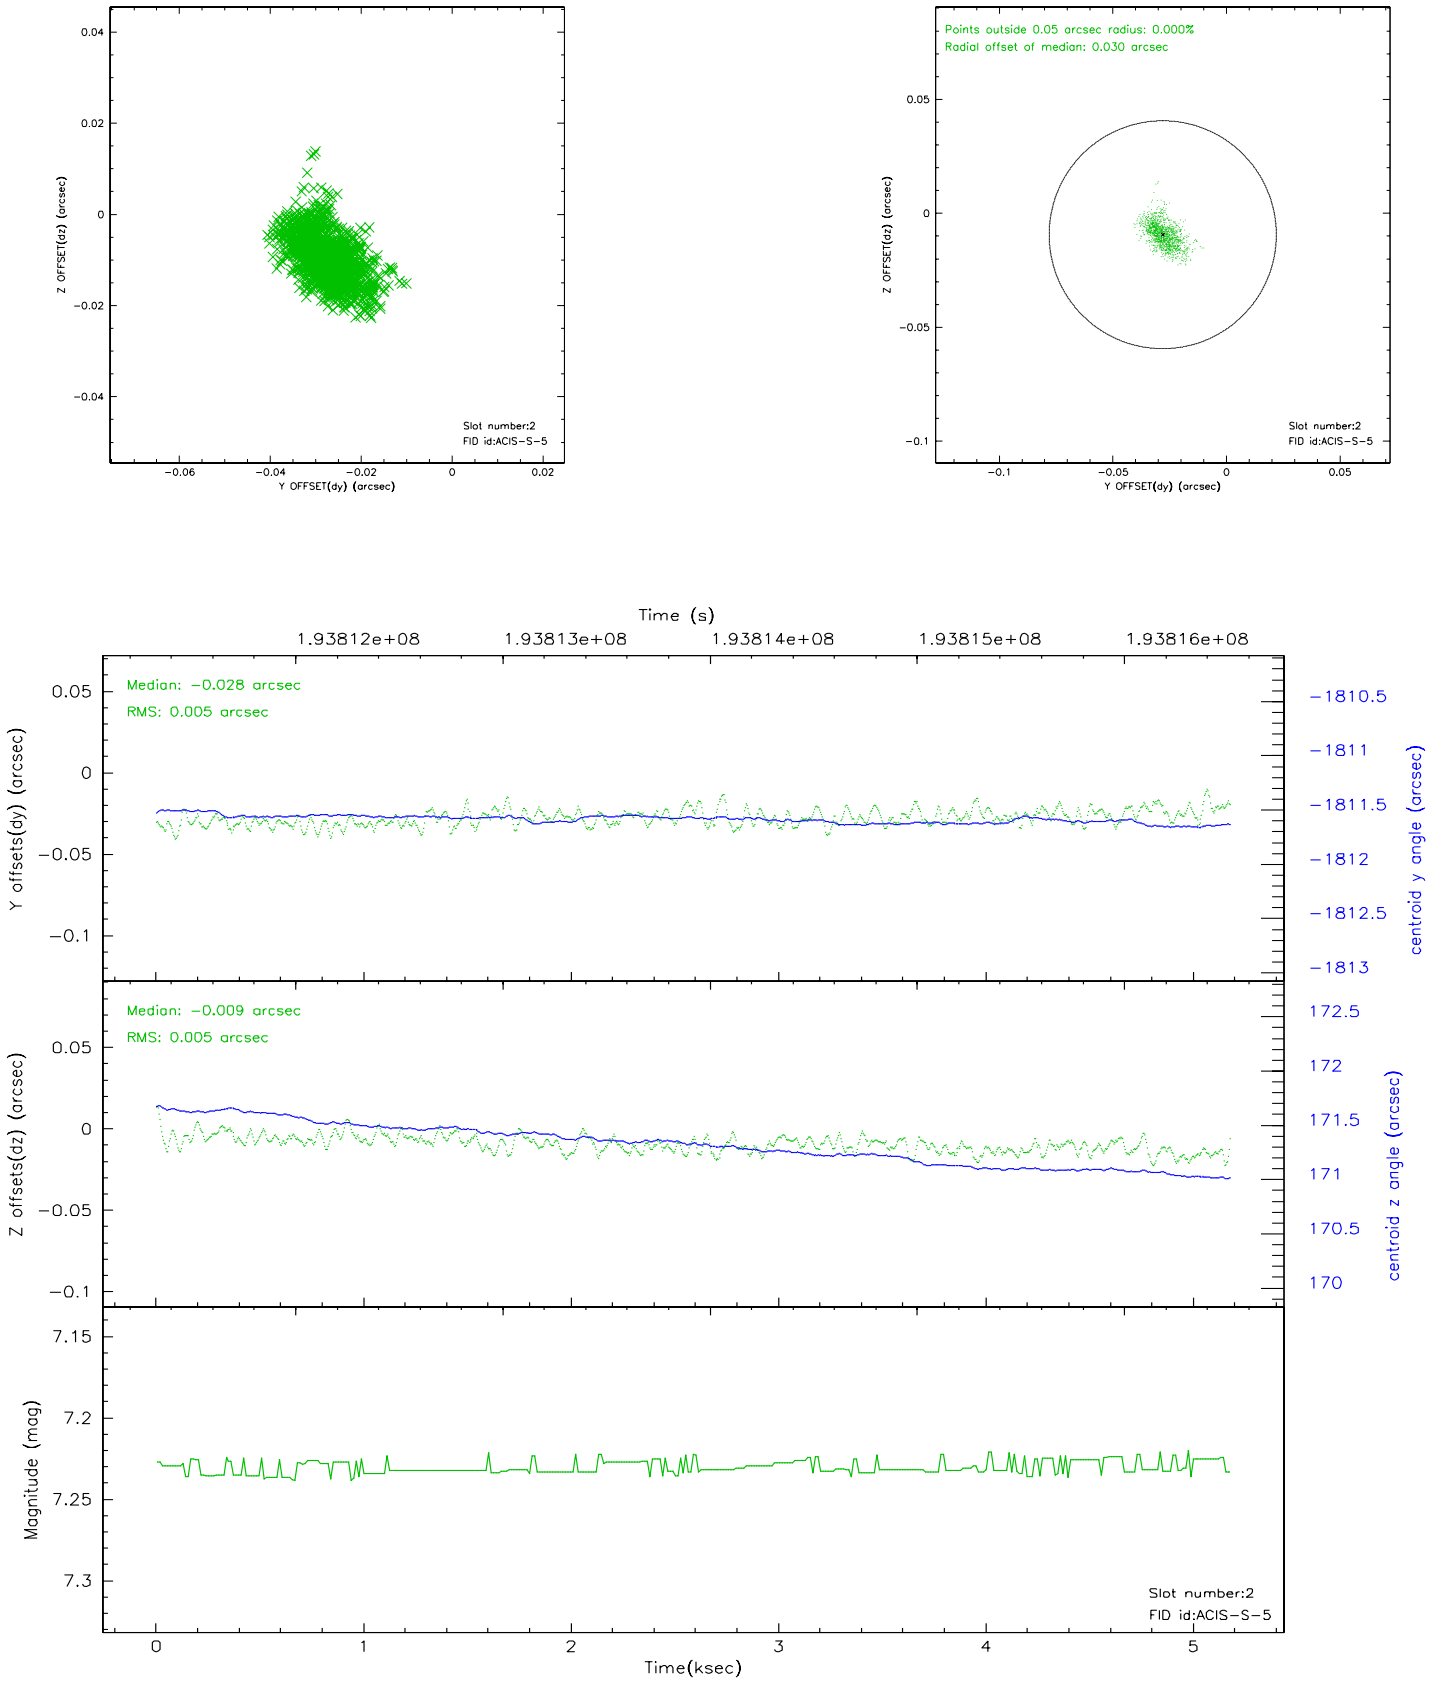 0.04
0.02
0
−0.02
−0.04
Z OFFSET(dz) (arcsec)
Slot number:2
FID id:ACIS−S−5
−0.06
−0.04
−0.02
0
0.02
Y OFFSET(dy) (arcsec)
Points outside 0.05 arcsec radius: 0.000%
Radial offset of median: 0.030 arcsec
0.05
0
−0.05
−0.1
Z OFFSET(dz) (arcsec)
Slot number:2
FID id:ACIS−S−5
−0.1
−0.05
0
0.05
Y OFFSET(dy) (arcsec)
Time (s)
1.93812e+08
1.93813e+08
1.93814e+08
1.93815e+08
1.93816e+08
Median: −0.028 arcsec
RMS: 0.005 arcsec
0.05
0
−0.05
−0.1
Y offsets(dy) (arcsec)
−1810.5
−1811
−1811.5
−1812
−1812.5
−1813
centroid y angle (arcsec)
Median: −0.009 arcsec
RMS: 0.005 arcsec
0.05
0
−0.05
−0.1
Z offsets(dz) (arcsec)
172.5
172
171.5
171
170.5
170
centroid z angle (arcsec)
7.15
7.2
7.25
7.3
Magnitude (mag)
Slot number:2
FID id:ACIS−S−5
0
1
2
3
4
5
Time(ksec)